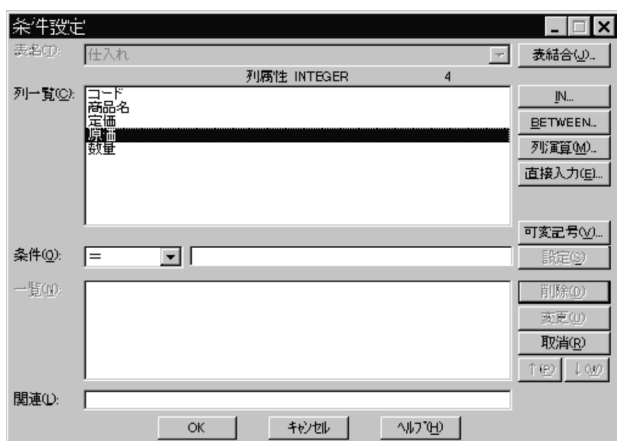 条件設定
表名(T): 仕入れ 表結合(J)...
列属性 INTEGER 4
列一覧(C):
コード
商品名
定価
原価
数量
IN...
BETWEEN...
列演算(M)...
直接入力(E)...
可変記号(V)...
条件(O): = 設定(S)
一覧(N):
削除(D)
変更(U)
取消(R)
↑(P) ↓(W)
関連(L):
OK キャンセル ヘルプ(H)